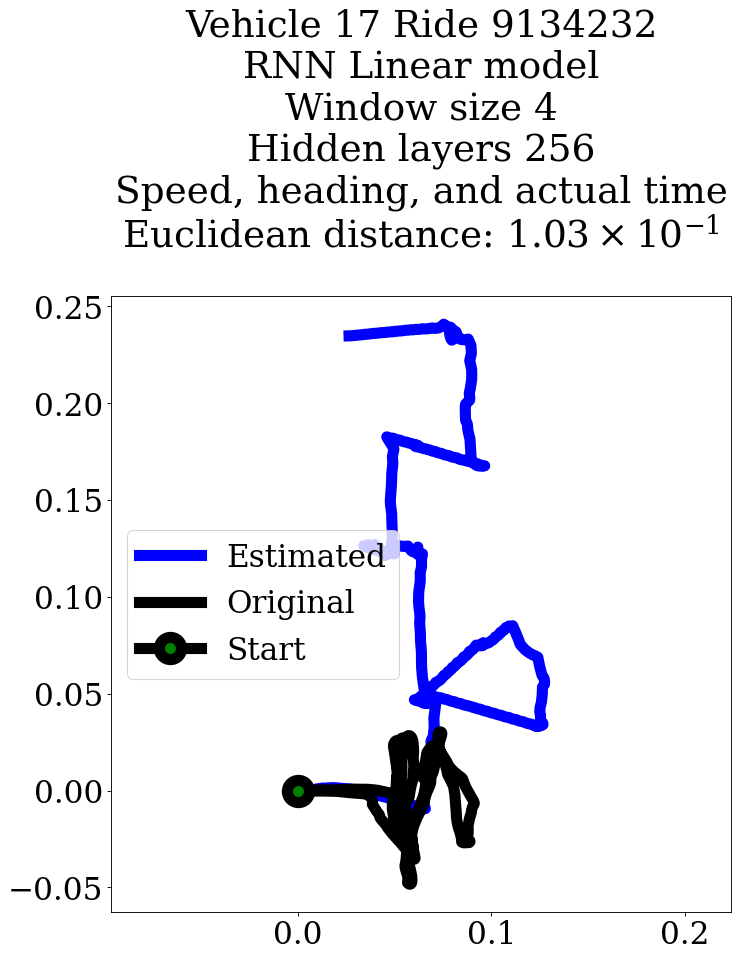 Vehicle 17 Ride 9134232
RNN Linear model
Window size 4
Hidden layers 256
Speed, heading, and actual time
Euclidean distance: 1.03 × 10⁻¹
0.25
0.20
0.15
0.10
0.05
0.00
−0.05
Estimated
Original
Start
0.0
0.1
0.2